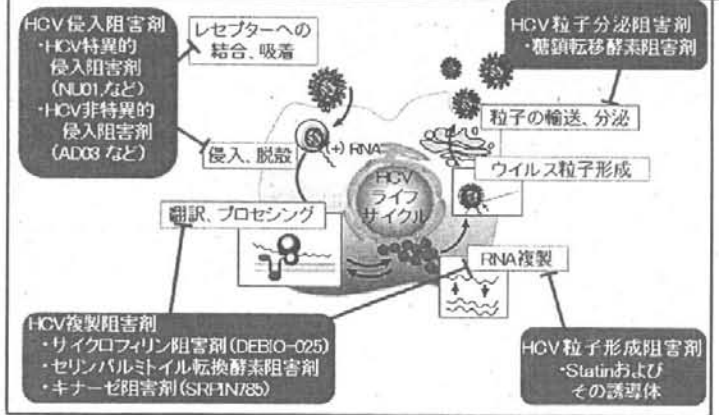 HCV侵入阻害剤
・HCV特異的
侵入阻害剤
(NU01,など)
・HCV非特異的
侵入阻害剤
(AD03 など)
レセプターへの
結合、吸着
侵入、脱殻
(+) RNA
HCV
ライフ
サイクル
HCV粒子分泌阻害剤
・糖鎖転移酵素阻害剤
粒子の輸送、分泌
ウイルス粒子形成
翻訳、プロセシング
RNA複製
HCV複製阻害剤
・サイクロフィリン阻害剤(DEBIO-025)
・セリンパルミトイル転換酵素阻害剤
・キナーゼ阻害剤(SRPIN785)
HCV粒子形成阻害剤
・Statinおよび
その誘導体